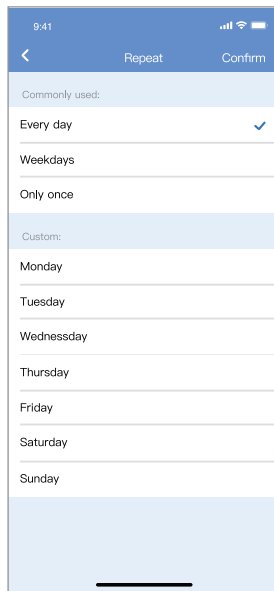 9:41
Repeat Confirm
Commonly used:
Every day
Weekdays
Only once
Custom:
Monday
Tuesday
Wednessday
Thursday
Friday
Saturday
Sunday